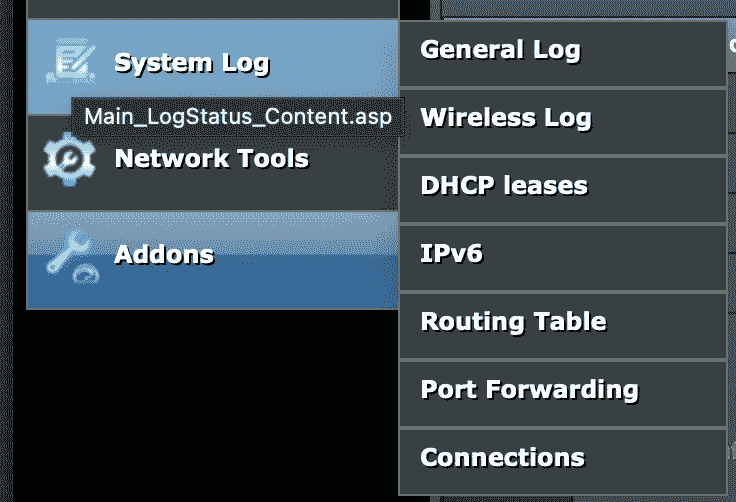 System Log
Main_LogStatus_Content.asp
Network Tools
Addons
General Log
Wireless Log
DHCP leases
IPv6
Routing Table
Port Forwarding
Connections